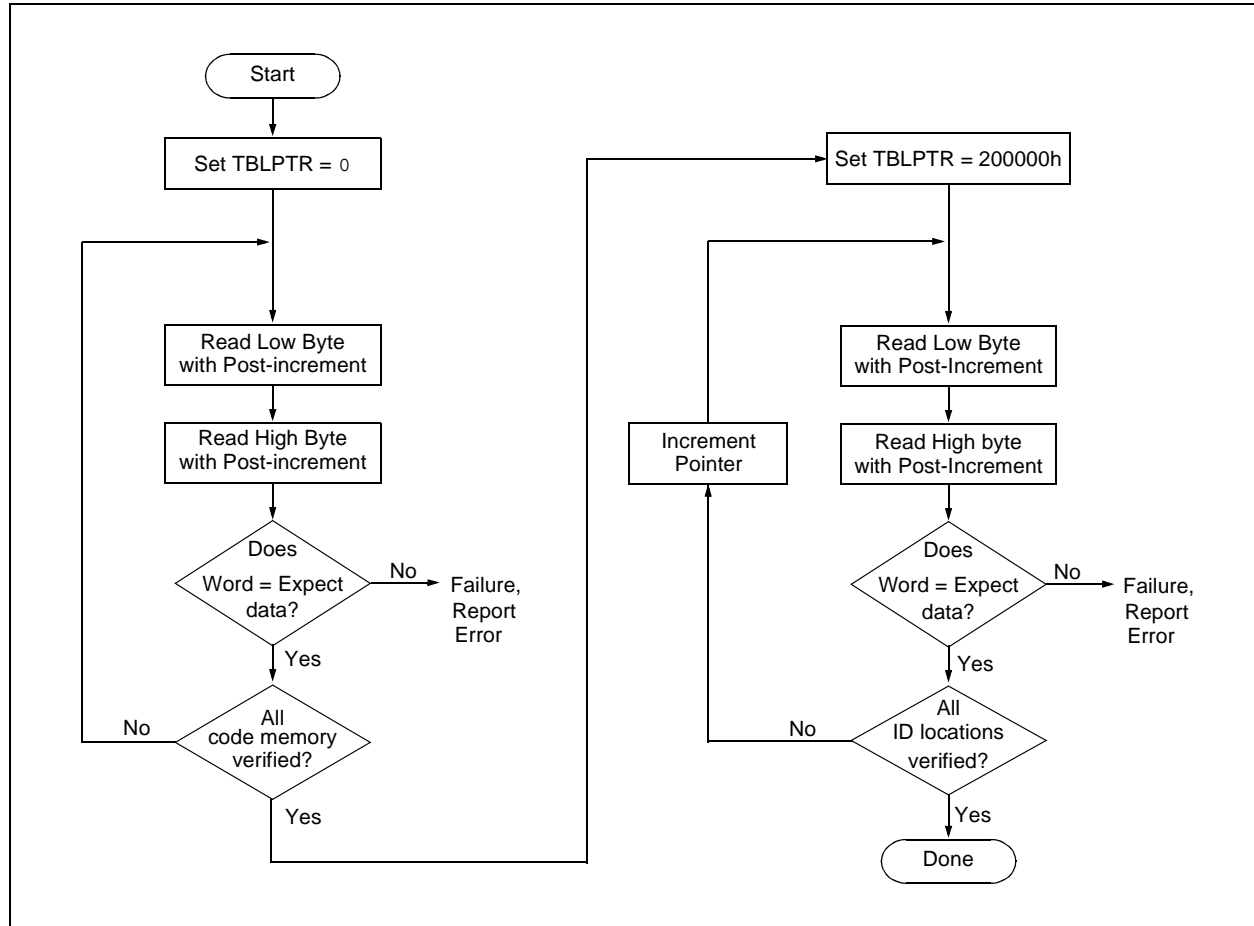 Start
Set TBLPTR = 0
Read Low Byte
with Post-increment
Read High Byte
with Post-increment
Does
Word = Expect
data?
No
Failure,
Report
Error
Yes
All
code memory
verified?
No
Yes
Set TBLPTR = 200000h
Read Low Byte
with Post-Increment
Increment
Pointer
Read High byte
with Post-Increment
Does
Word = Expect
data?
No
Failure,
Report
Error
Yes
All
ID locations
verified?
No
Yes
Done